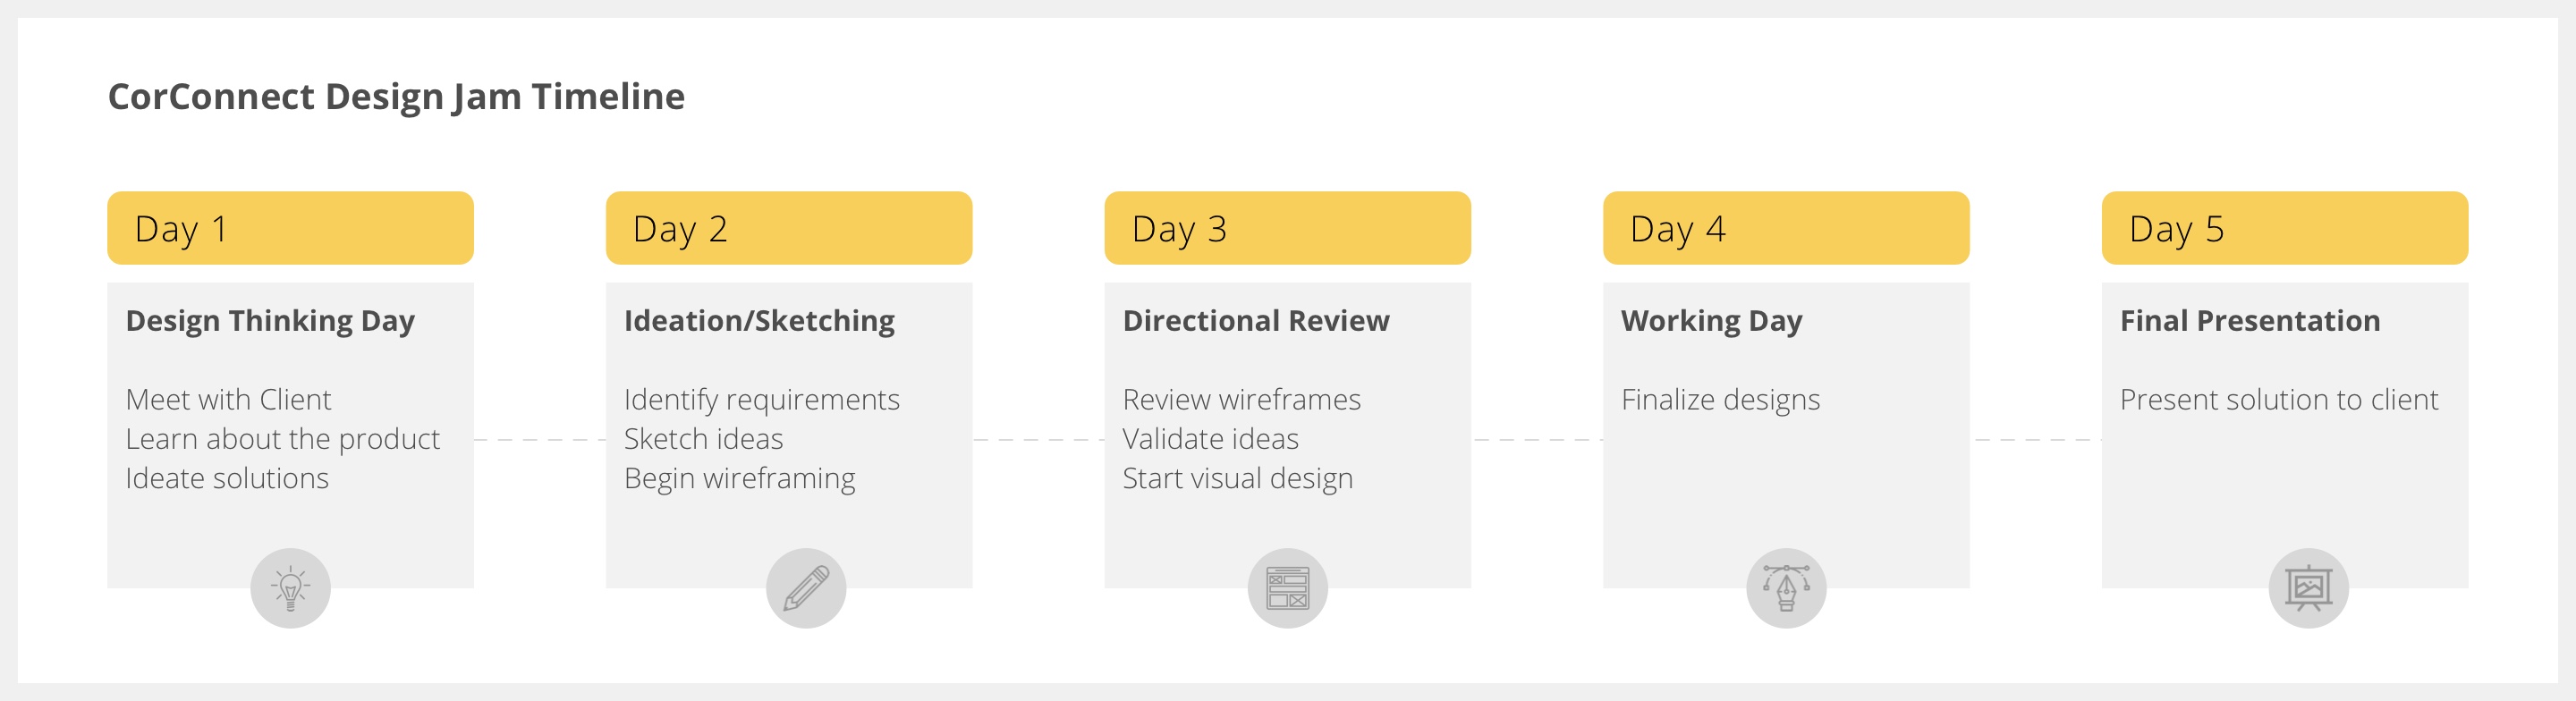 CorConnect Design Jam Timeline
Day 1
Design Thinking Day
Meet with Client
Learn about the product
Ideate solutions
Day 2
Ideation/Sketching
Identify requirements
Sketch ideas
Begin wireframing
Day 3
Directional Review
Review wireframes
Validate ideas
Start visual design
Day 4
Working Day
Finalize designs
Day 5
Final Presentation
Present solution to client